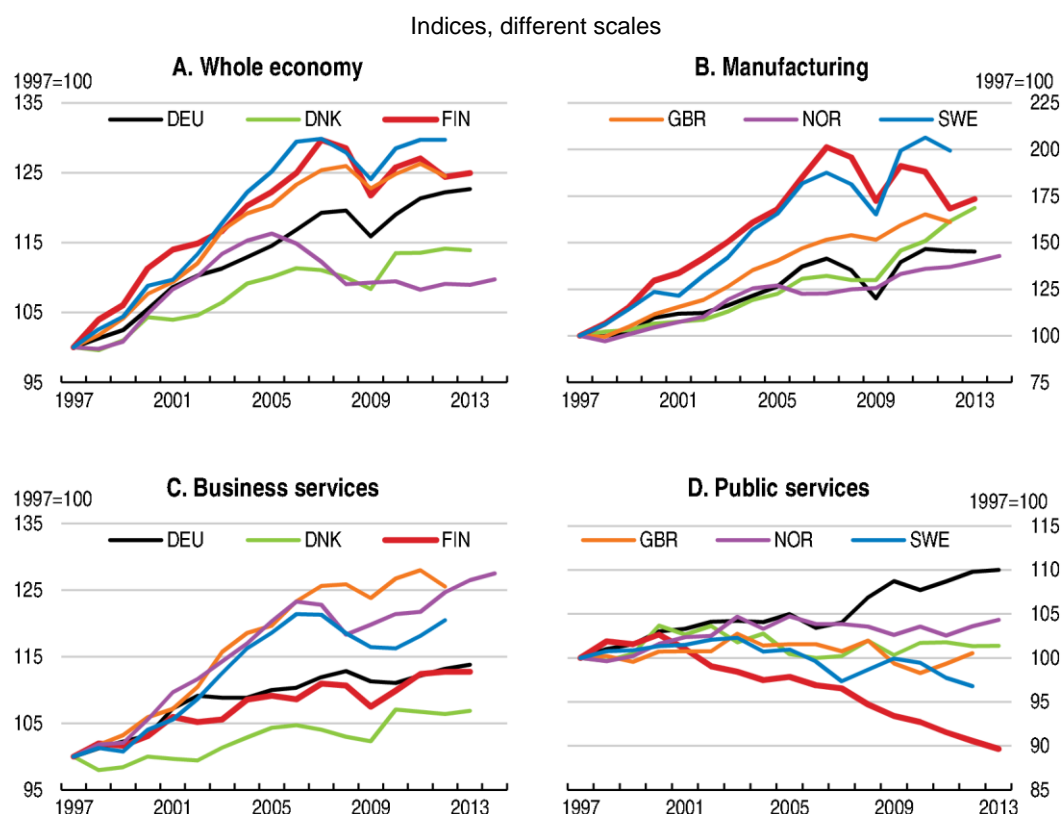 Indices, different scales
A. Whole economy
1997=100
135
DEU DNK FIN
125
115
105
95
1997 2001 2005 2009 2013
B. Manufacturing
1997=100
225
GBR NOR SWE
200
175
150
125
100
75
1997 2001 2005 2009 2013
C. Business services
1997=100
135
DEU DNK FIN
125
115
105
95
1997 2001 2005 2009 2013
D. Public services
1997=100
115
GBR NOR SWE
110
105
100
95
90
85
1997 2001 2005 2009 2013